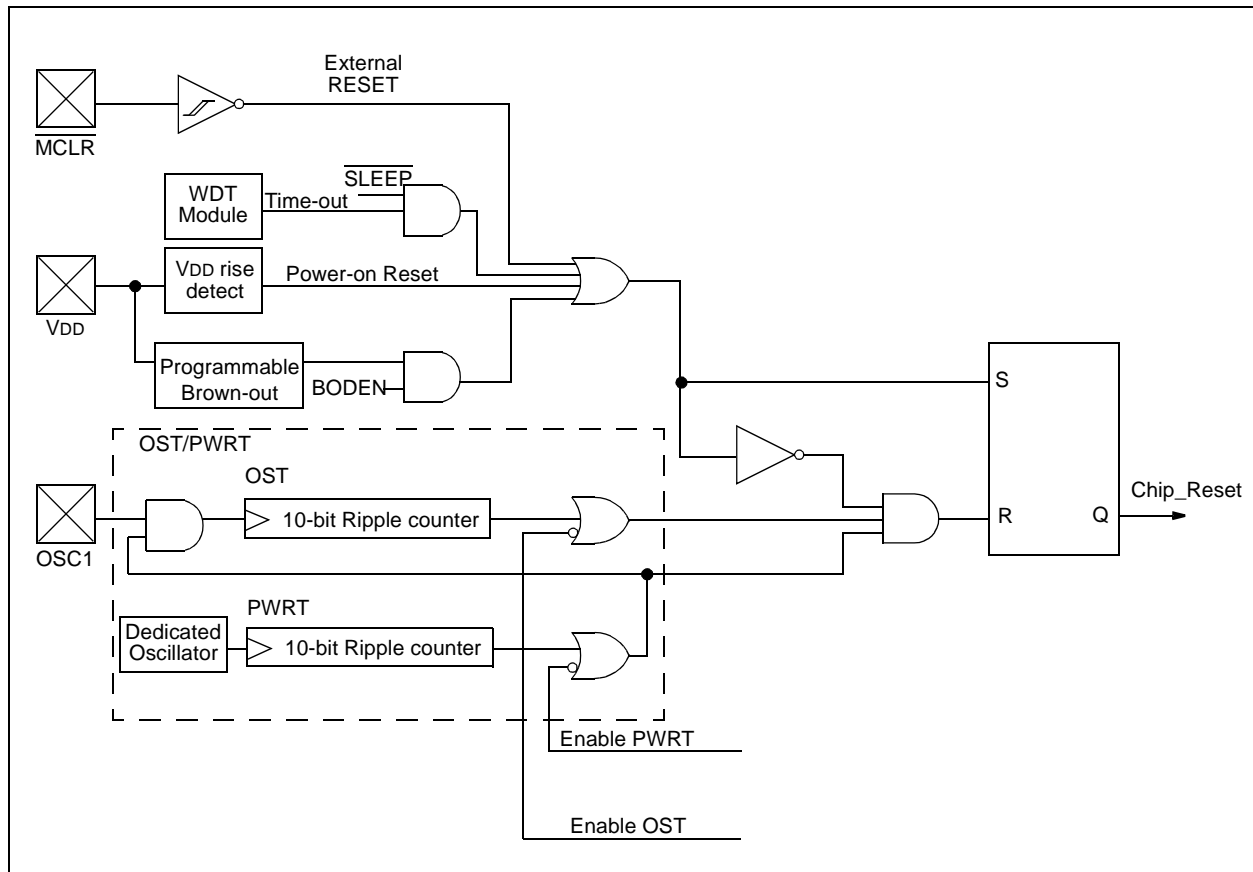 External
RESET
MCLR
SLEEP
WDT
Module
Time-out
VDD rise
detect
Power-on Reset
VDD
Programmable
Brown-out
BODEN
S
OST/PWRT
OST
Chip_Reset
10-bit Ripple counter
R
Q
OSC1
PWRT
Dedicated
Oscillator
10-bit Ripple counter
Enable PWRT
Enable OST